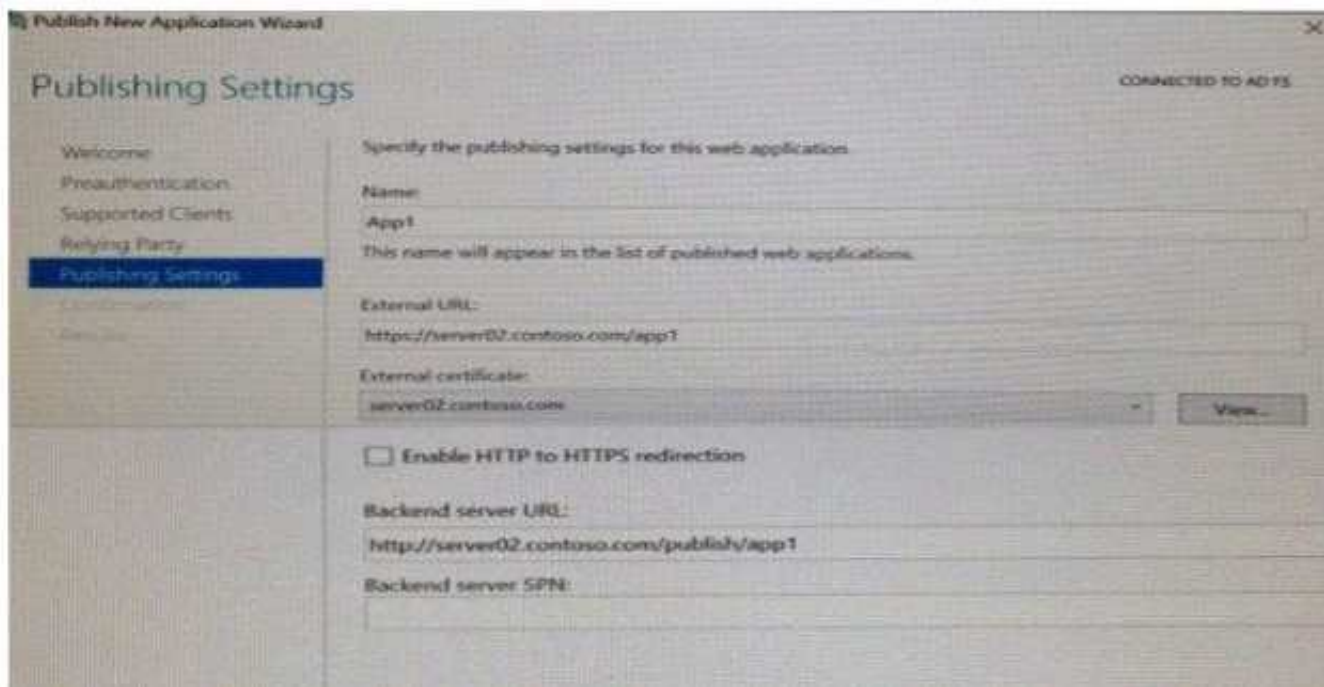 Publish New Application Wizard
Publishing Settings
CONNECTED TO AD FS
Welcome
Preauthentication
Supported Clients
Relying Party
Publishing Settings
Confirmation
Results
Specify the publishing settings for this web application.
Name:
App1
This name will appear in the list of published web applications.
External URL:
https://server02.contoso.com/app1
External certificate:
server02.contoso.com
View...
Enable HTTP to HTTPS redirection
Backend server URL:
http://server02.contoso.com/publish/app1
Backend server SPN: